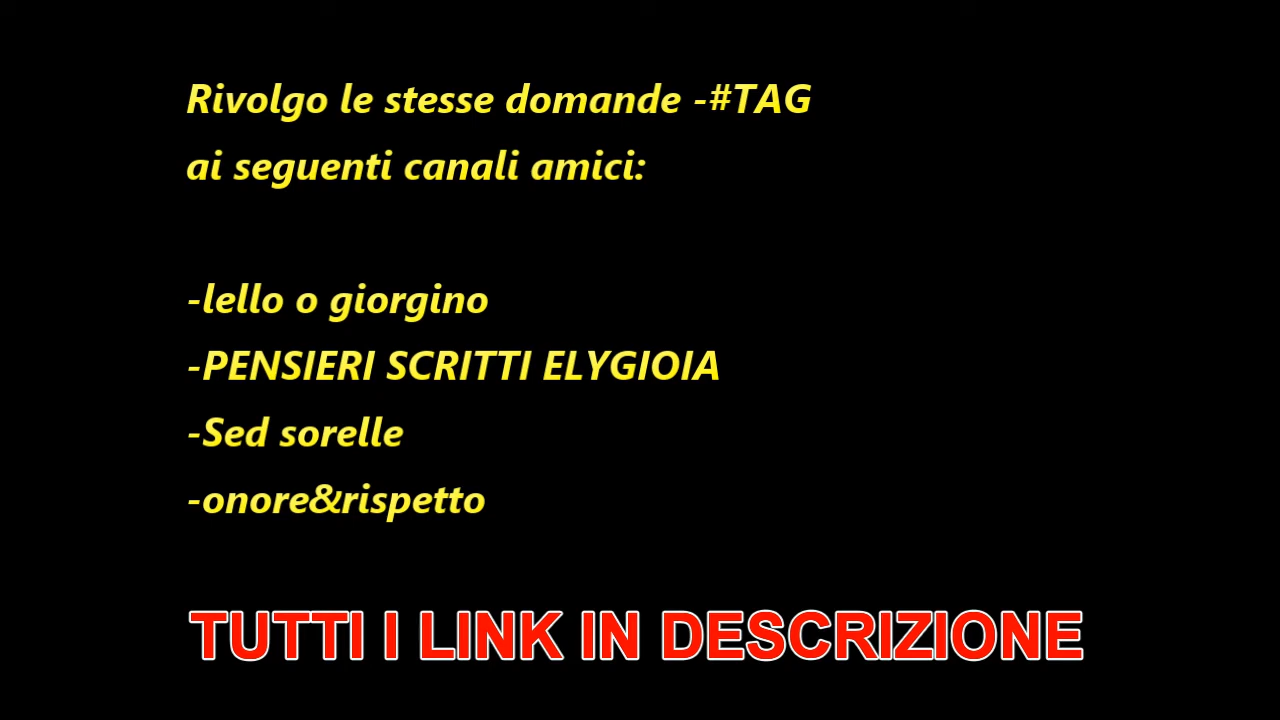 Rivolgo le stesse domande -#TAG
ai seguenti canali amici:
-lello o giorgino
-PENSIERI SCRITTI ELYGIOIA
-Sed sorelle
-onore&rispetto
TUTTI I LINK IN DESCRIZIONE